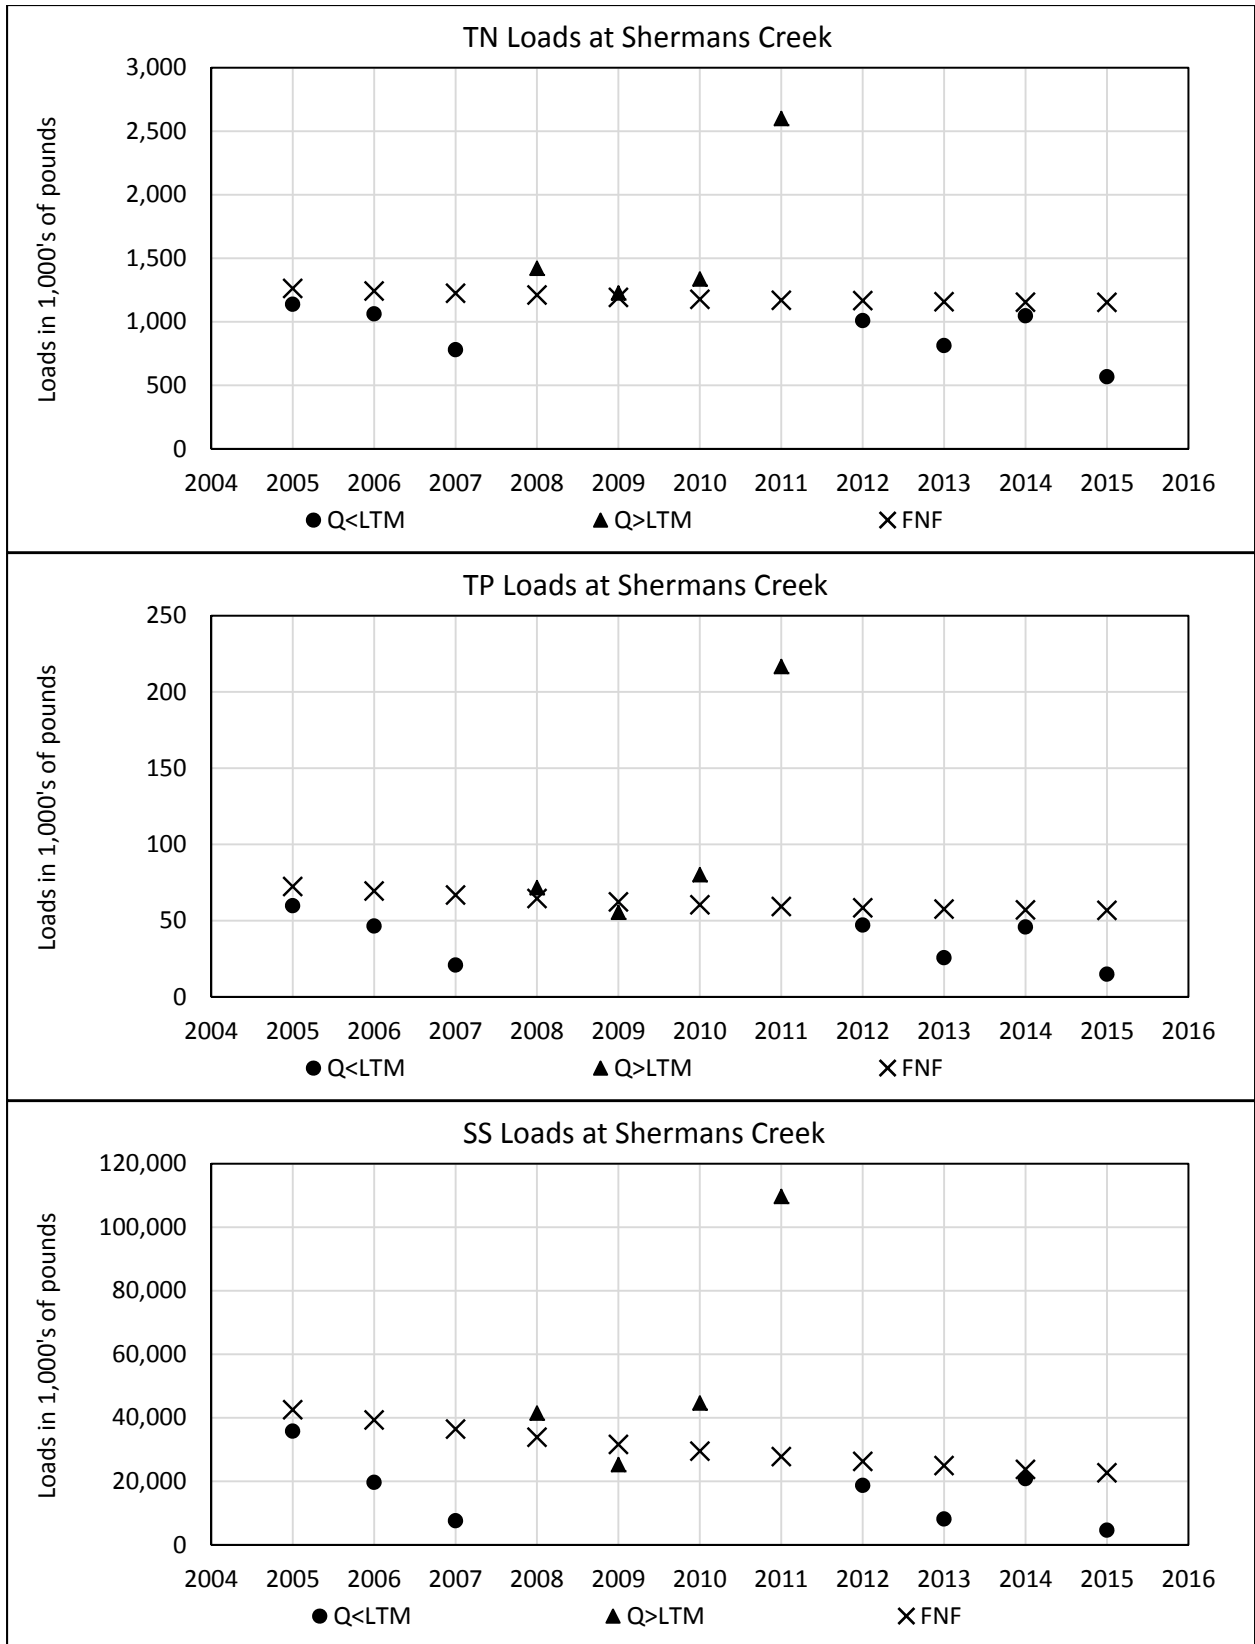 TN Loads at Shermans Creek
Loads in 1,000's of pounds
3,000
2,500
2,000
1,500
1,000
500
0
2004 2005 2006 2007 2008 2009 2010 2011 2012 2013 2014 2015 2016
Q<LTM Q>LTM FNF
TP Loads at Shermans Creek
Loads in 1,000's of pounds
250
200
150
100
50
0
2004 2005 2006 2007 2008 2009 2010 2011 2012 2013 2014 2015 2016
Q<LTM Q>LTM FNF
SS Loads at Shermans Creek
Loads in 1,000's of pounds
120,000
100,000
80,000
60,000
40,000
20,000
0
2004 2005 2006 2007 2008 2009 2010 2011 2012 2013 2014 2015 2016
Q<LTM Q>LTM FNF